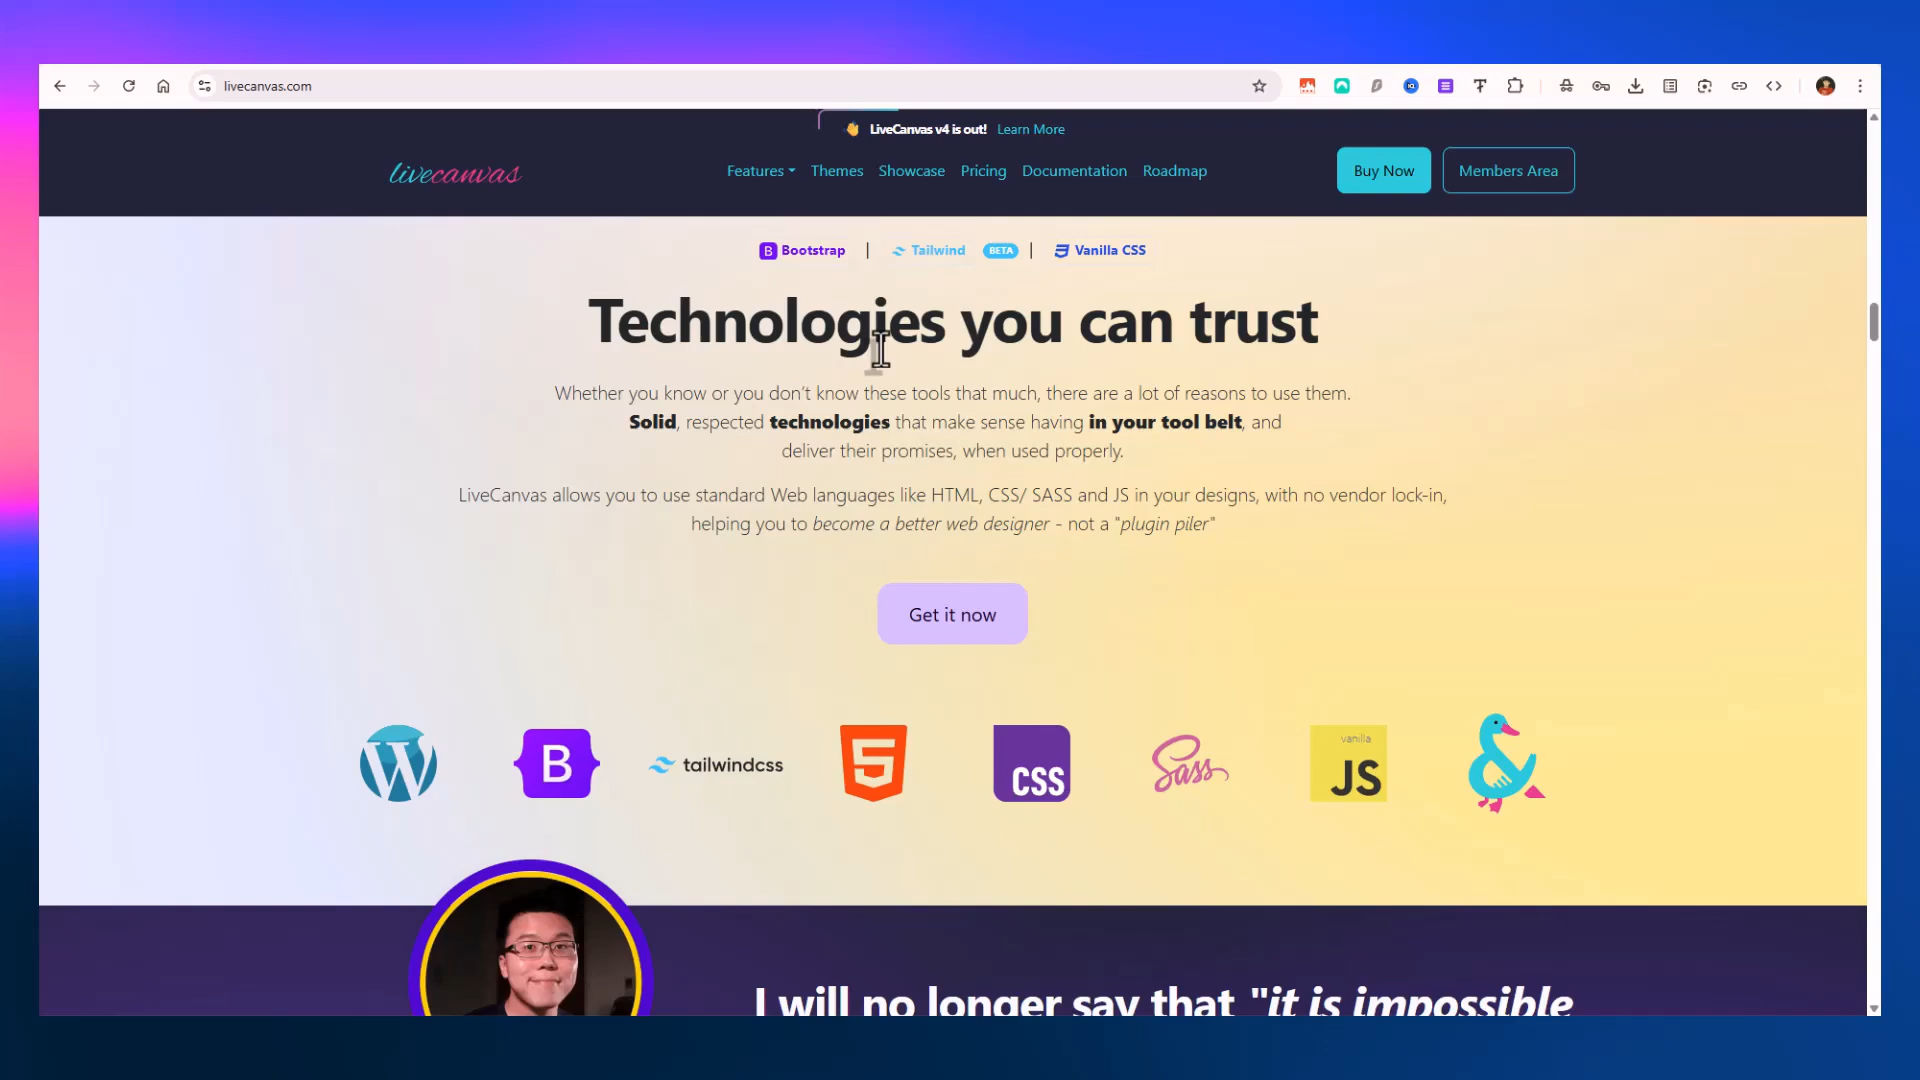 livecanvas.com
👋 LiveCanvas v4 is out! Learn More
livecanvas
Features Themes Showcase Pricing Documentation Roadmap
Buy Now Members Area
B Bootstrap | Tailwind BETA | Vanilla CSS
Technologies you can trust
Whether you know or you don't know these tools that much, there are a lot of reasons to use them.
Solid, respected technologies that make sense having in your tool belt, and
deliver their promises, when used properly.
LiveCanvas allows you to use standard Web languages like HTML, CSS/ SASS and JS in your designs, with no vendor lock-in,
helping you to become a better web designer - not a "plugin piler"
Get it now
W B tailwindcss 5 CSS Sass vanilla JS
I will no longer say that "it is impossible